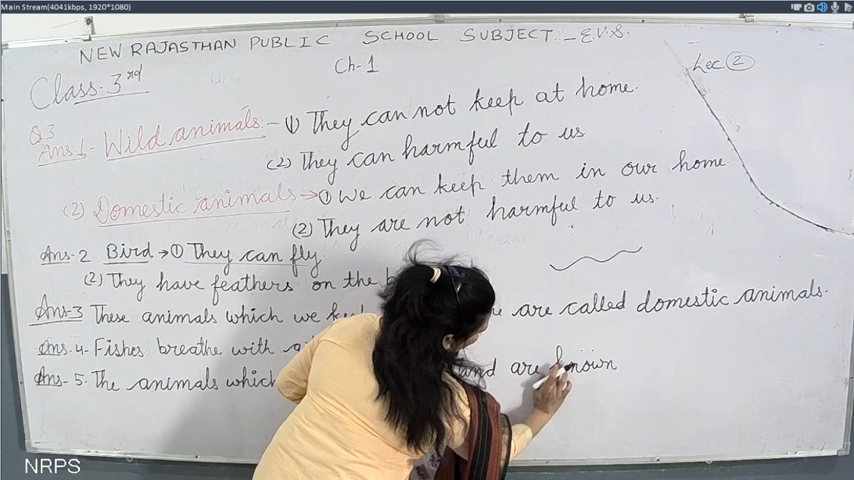 Main Stream(4041kbps, 1920*1080)
NEW RAJASTHAN PUBLIC SCHOOL SUBJECT - E.V.S.
Class. 3rd Ch-1 Lec 2
Q.3
Ans 1 - Wild animals - (1) They can not keep at home.
(2) They can harmful to us
(2) Domestic animals → (1) We can keep them in our home.
(2) They are not harmful to us.
Ans-2 Bird → (1) They can fly.
(2) They have feathers on the
Ans-3 These animals which we are called domestic animals.
Ans-4- Fishes breathe with
Ans-5. The animals which and are known
NRPS